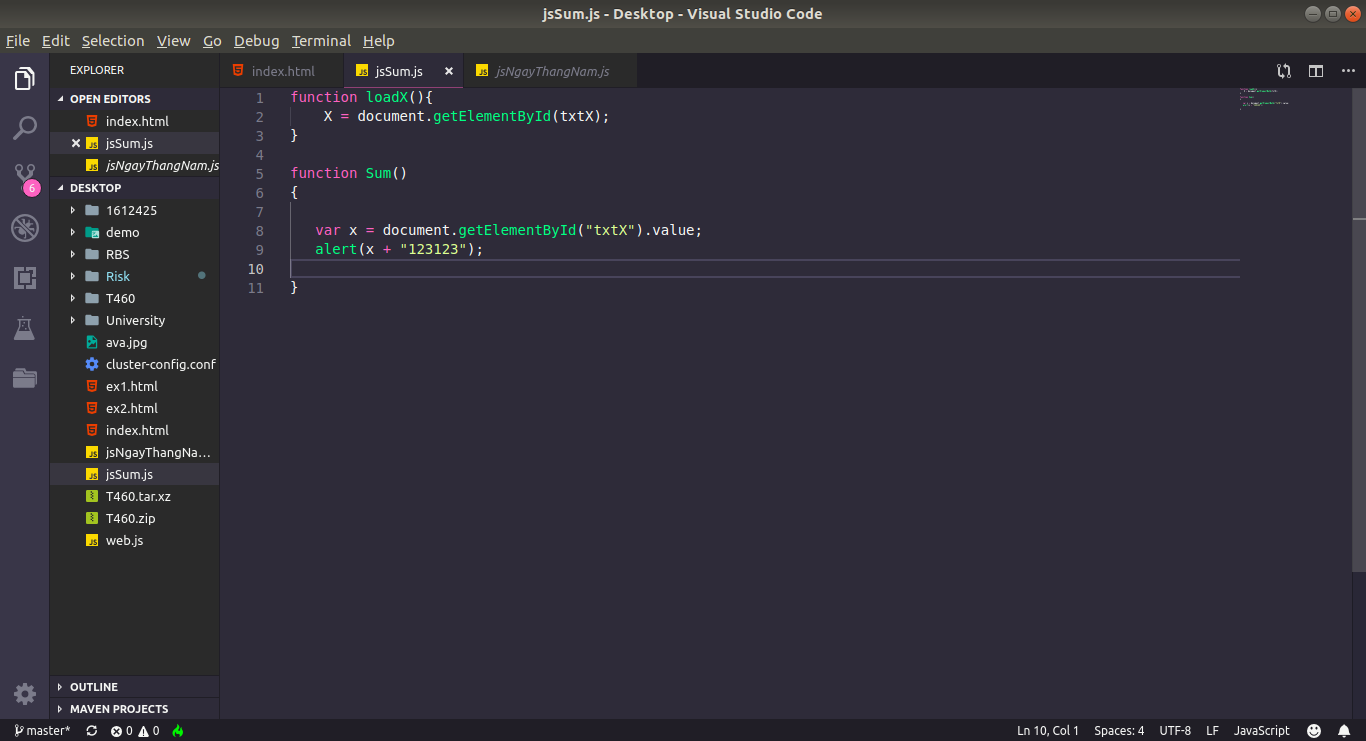 jsSum.js - Desktop - Visual Studio Code
File Edit Selection View Go Debug Terminal Help
EXPLORER
OPEN EDITORS
index.html
jsSum.js
jsNgayThangNam.js
DESKTOP
1612425
demo
RBS
Risk
T460
University
ava.jpg
cluster-config.conf
ex1.html
ex2.html
index.html
jsNgayThangNa...
jsSum.js
T460.tar.xz
T460.zip
web.js
OUTLINE
MAVEN PROJECTS
6
index.html jsSum.js jsNgayThangNam.js
1 function loadX(){
2     X = document.getElementById(txtX);
3 }
4
5 function Sum()
6 {
7
8    var x = document.getElementById("txtX").value;
9    alert(x + "123123");
10
11 }
master* 0 0 Ln 10, Col 1 Spaces: 4 UTF-8 LF JavaScript